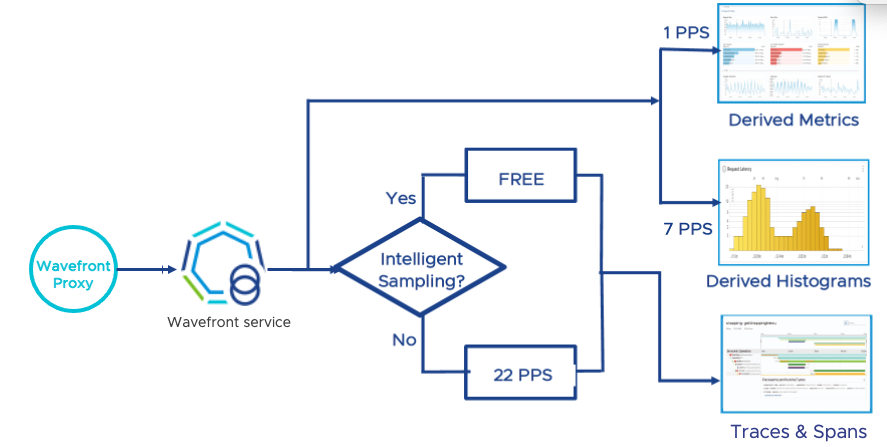 1 PPS
Derived Metrics
Yes
FREE
Request Latency
7 PPS
Wavefront
Proxy
Intelligent
Sampling?
Derived Histograms
Wavefront service
No
22 PPS
Traces & Spans